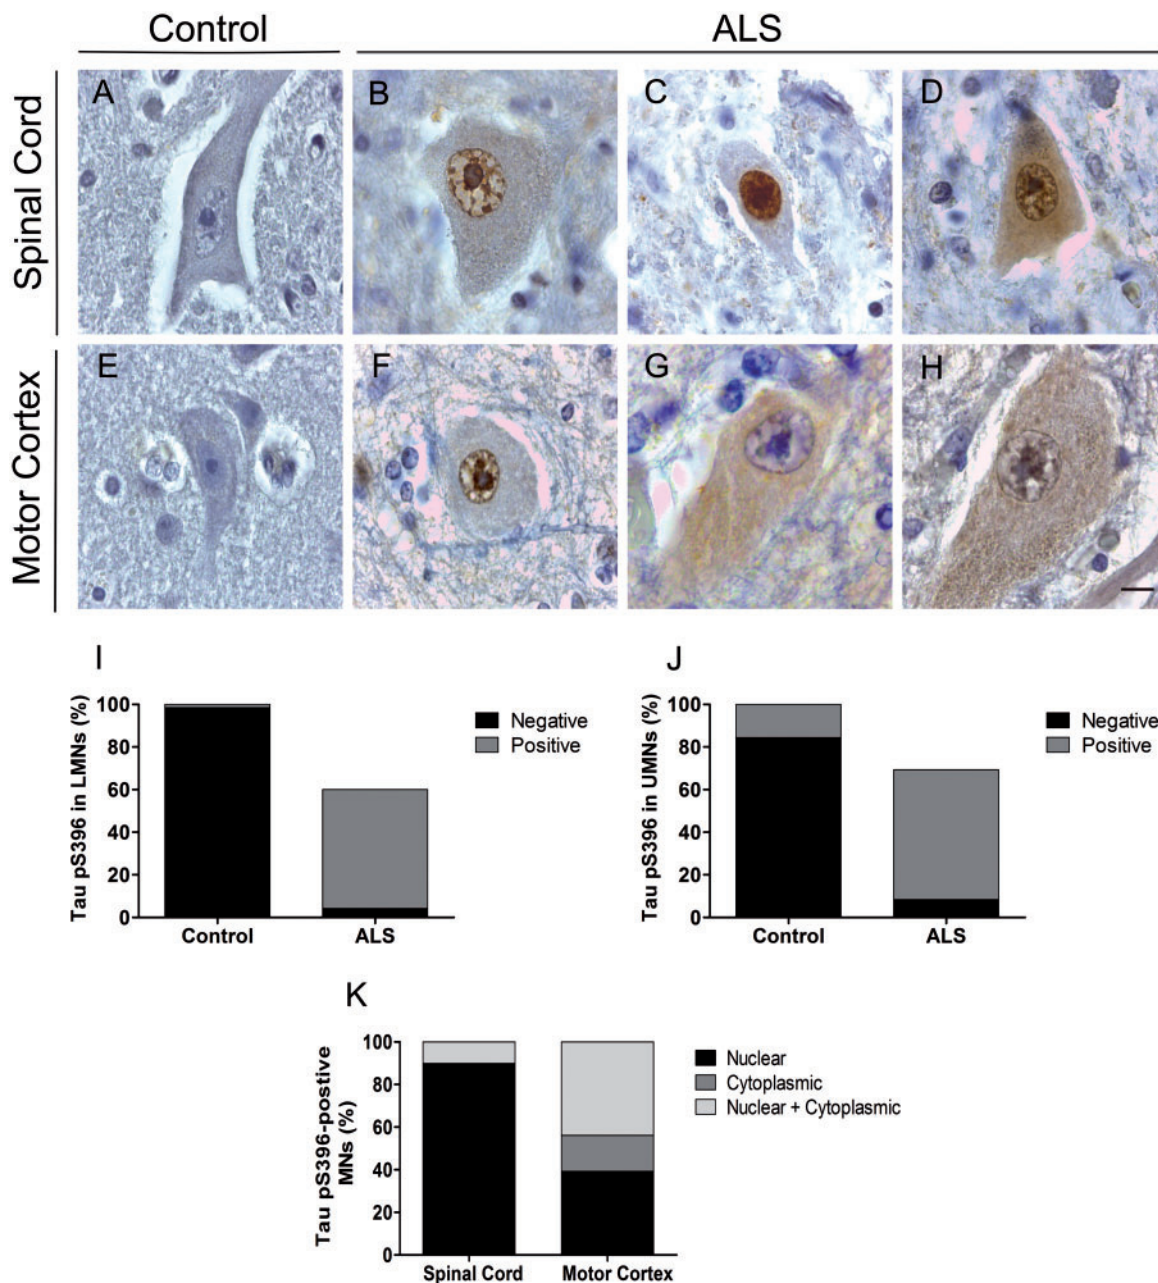 Control
ALS
Spinal Cord
A
B
C
D
Motor Cortex
E
F
G
H
I
Tau pS396 in LMNs (%)
100
80
60
40
20
0
Control
ALS
Negative
Positive
J
Tau pS396 in UMNs (%)
100
80
60
40
20
0
Control
ALS
Negative
Positive
K
Tau pS396-postive
MNs (%)
100
80
60
40
20
0
Spinal Cord
Motor Cortex
Nuclear
Cytoplasmic
Nuclear + Cytoplasmic